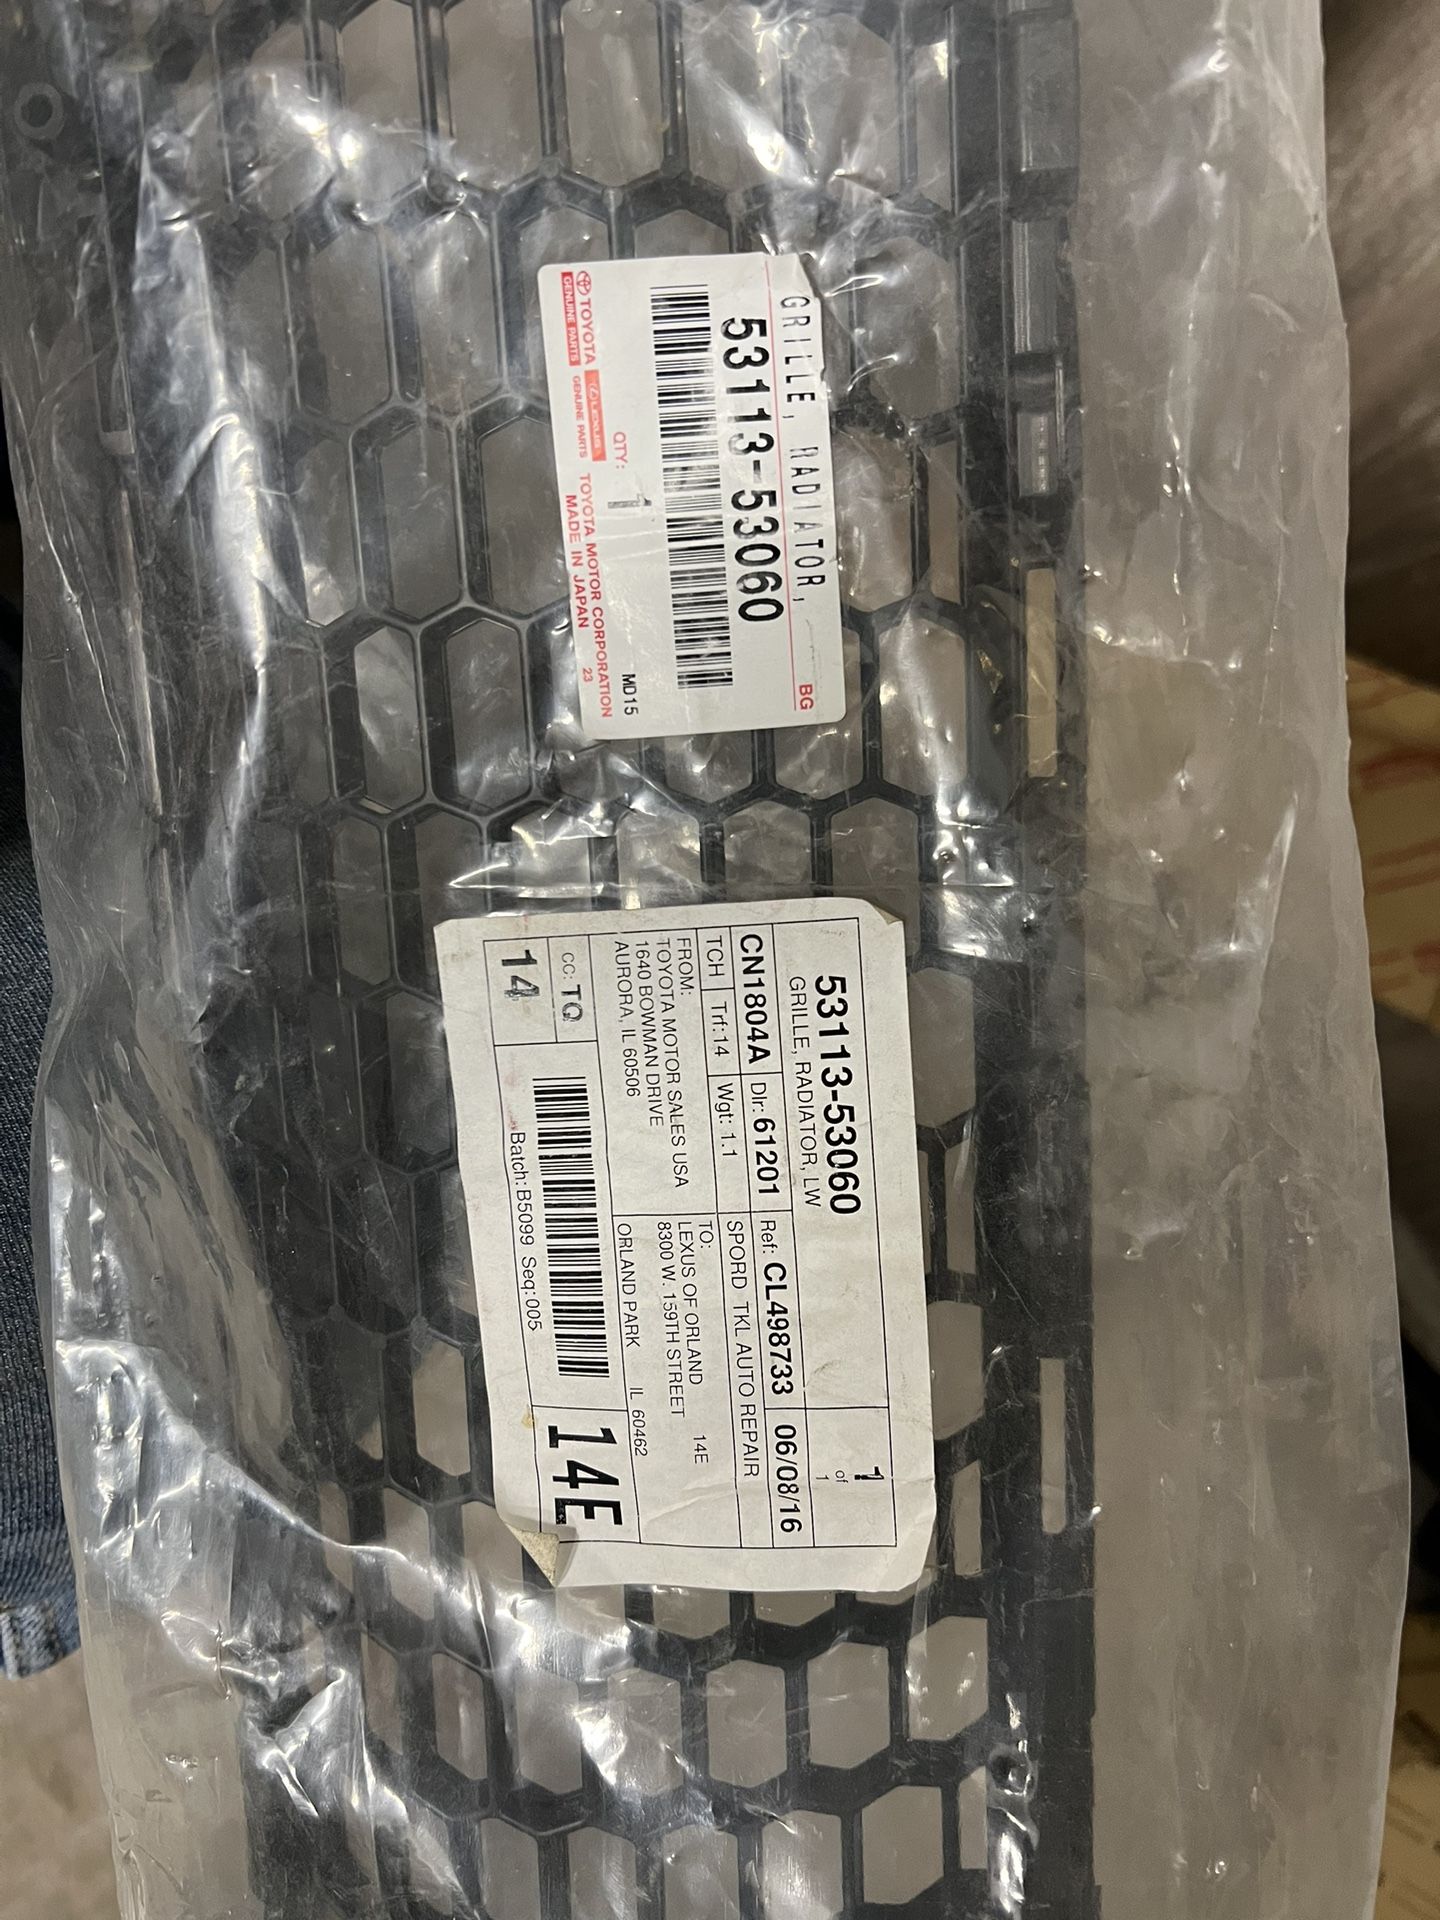 GRILLE, RADIATOR,
BG
53113-53060
QTY: 1
MD15
TOYOTA
GENUINE PARTS
LEXUS
GENUINE PARTS
TOYOTA MOTOR CORPORATION
MADE IN JAPAN
23
53113-53060
GRILLE, RADIATOR, LW
1
of
1
CN1804A Dlr: 61201 Ref: CL498733 06/08/16
TCH Trf:14 Wgt: 1.1 SPORD TKL AUTO REPAIR
FROM:
TOYOTA MOTOR SALES USA
1640 BOWMAN DRIVE
AURORA, IL 60506
TO:
LEXUS OF ORLAND 14E
8300 W. 159TH STREET
ORLAND PARK IL 60462
CC: TQ
14
14E
Batch: B5099 Seq: 005